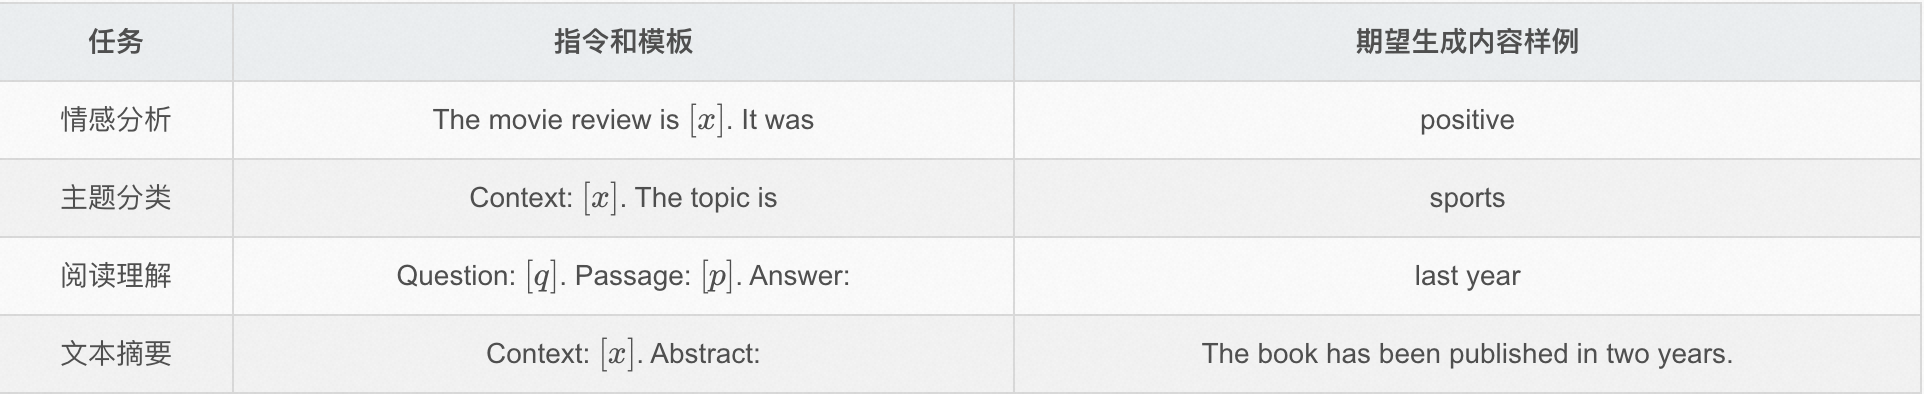 任务 指令和模板 期望生成内容样例
情感分析 The movie review is [x]. It was positive
主题分类 Context: [x]. The topic is sports
阅读理解 Question: [q]. Passage: [p]. Answer: last year
文本摘要 Context: [x]. Abstract: The book has been published in two years.